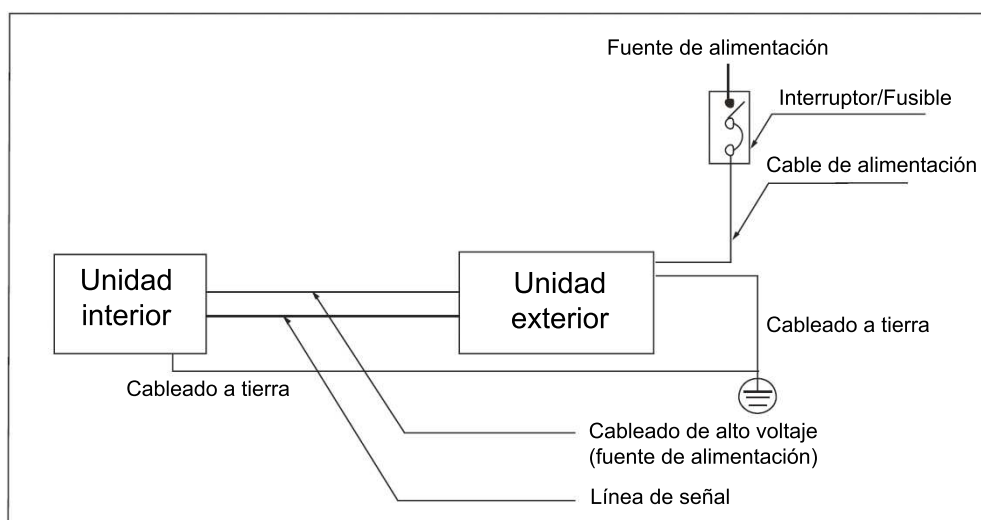 Fuente de alimentación
Interruptor/Fusible
Cable de alimentación
Unidad
interior
Unidad
exterior
Cableado a tierra
Cableado a tierra
Cableado de alto voltaje
(fuente de alimentación)
Línea de señal